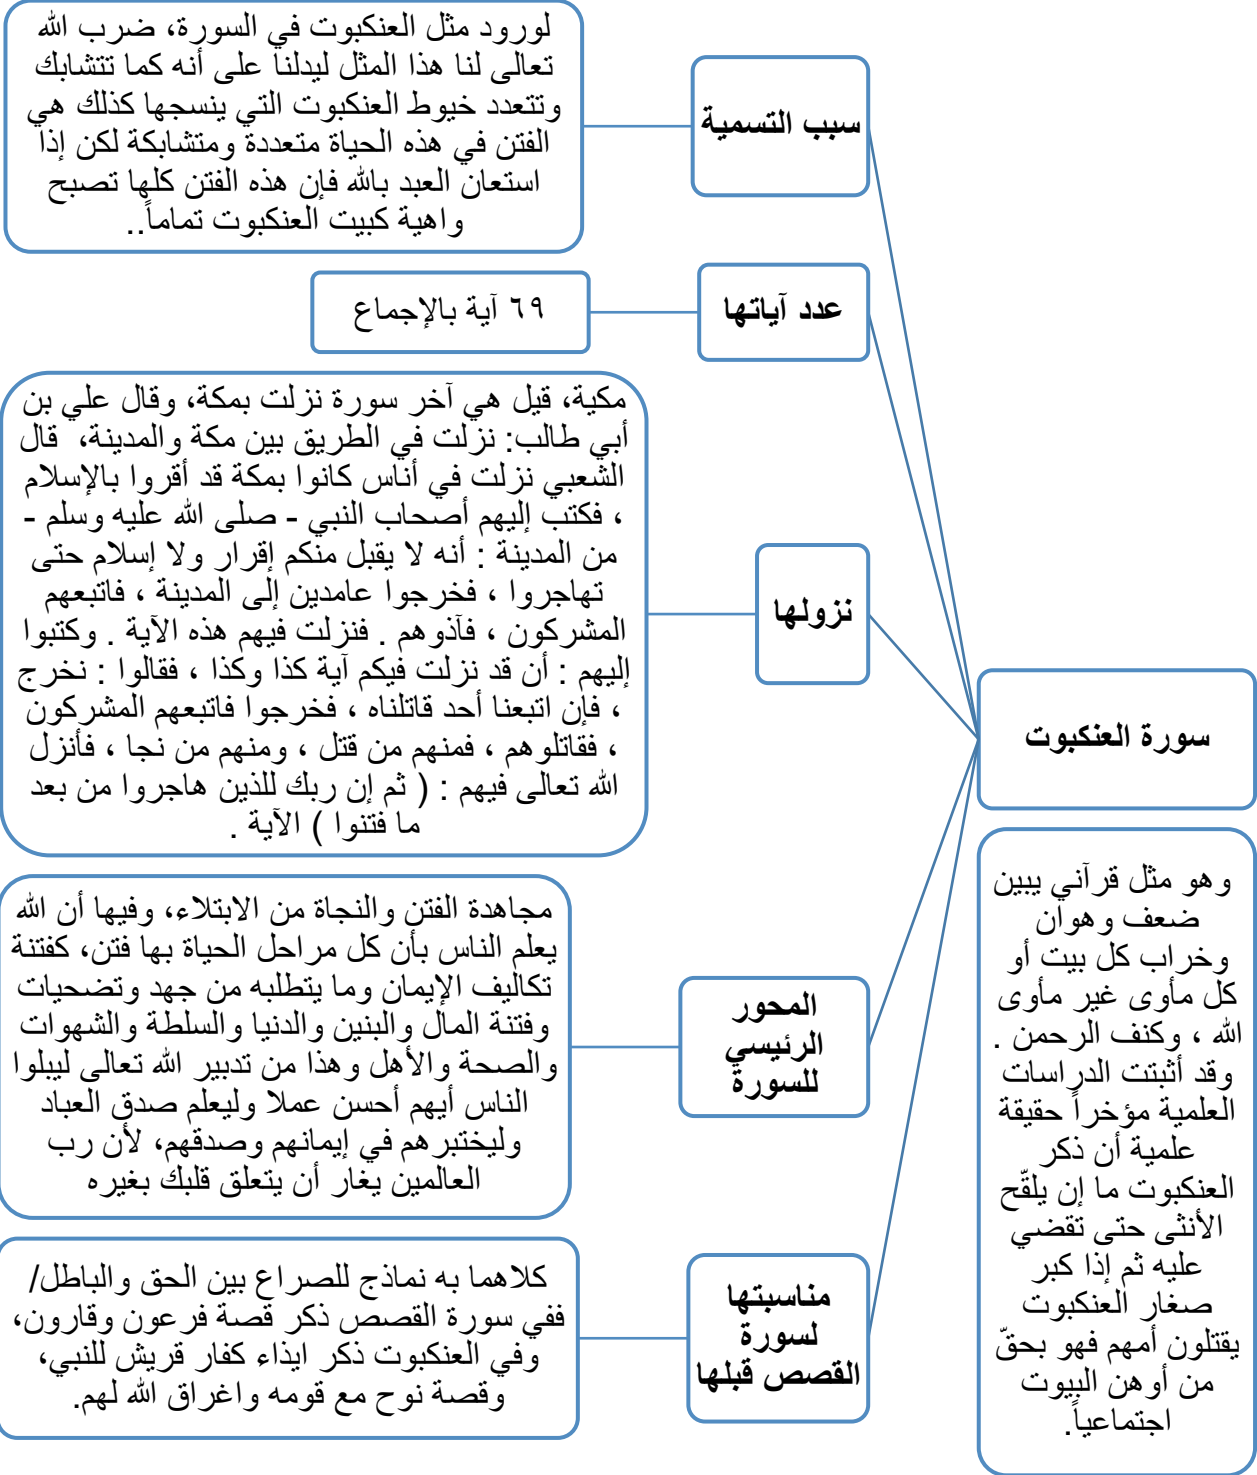 سورة العنكبوت
وهو مثل قرآني يبين
ضعف وهوان
وخراب كل بيت أو
كل مأوى غير مأوى
الله ، وكنف الرحمن .
وقد أثبتت الدراسات
العلمية مؤخراً حقيقة
علمية أن ذكر
العنكبوت ما إن يلقّح
الأنثى حتى تقضي
عليه ثم إذا كبر
صغار العنكبوت
يقتلون أمهم فهو بحقّ
من أوهن البيوت
اجتماعياً.
سبب التسمية
لورود مثل العنكبوت في السورة، ضرب الله
تعالى لنا هذا المثل ليدلنا على أنه كما تتشابك
وتتعدد خيوط العنكبوت التي ينسجها كذلك هي
الفتن في هذه الحياة متعددة ومتشابكة لكن إذا
استعان العبد بالله فإن هذه الفتن كلها تصبح
واهية كبيت العنكبوت تماماً..
عدد آياتها
٦٩ آية بالإجماع
نزولها
مكية، قيل هي آخر سورة نزلت بمكة، وقال علي بن
أبي طالب: نزلت في الطريق بين مكة والمدينة، قال
الشعبي نزلت في أناس كانوا بمكة قد أقروا بالإسلام
، فكتب إليهم أصحاب النبي - صلى الله عليه وسلم -
من المدينة : أنه لا يقبل منكم إقرار ولا إسلام حتى
تهاجروا ، فخرجوا عامدين إلى المدينة ، فاتبعهم
المشركون ، فآذوهم . فنزلت فيهم هذه الآية . وكتبوا
إليهم : أن قد نزلت فيكم آية كذا وكذا ، فقالوا : نخرج
، فإن اتبعنا أحد قاتلناه ، فخرجوا فاتبعهم المشركون
، فقاتلوهم ، فمنهم من قتل ، ومنهم من نجا ، فأنزل
الله تعالى فيهم : ( ثم إن ربك للذين هاجروا من بعد
ما فتنوا ) الآية .
المحور
الرئيسي
للسورة
مجاهدة الفتن والنجاة من الابتلاء، وفيها أن الله
يعلم الناس بأن كل مراحل الحياة بها فتن، كفتنة
تكاليف الإيمان وما يتطلبه من جهد وتضحيات
وفتنة المال والبنين والدنيا والسلطة والشهوات
والصحة والأهل وهذا من تدبير الله تعالى ليبلوا
الناس أيهم أحسن عملا وليعلم صدق العباد
وليختبرهم في إيمانهم وصدقهم، لأن رب
العالمين يغار أن يتعلق قلبك بغيره
مناسبتها
لسورة
القصص قبلها
كلاهما به نماذج للصراع بين الحق والباطل/
ففي سورة القصص ذكر قصة فرعون وقارون،
وفي العنكبوت ذكر ايذاء كفار قريش للنبي،
وقصة نوح مع قومه واغراق الله لهم.